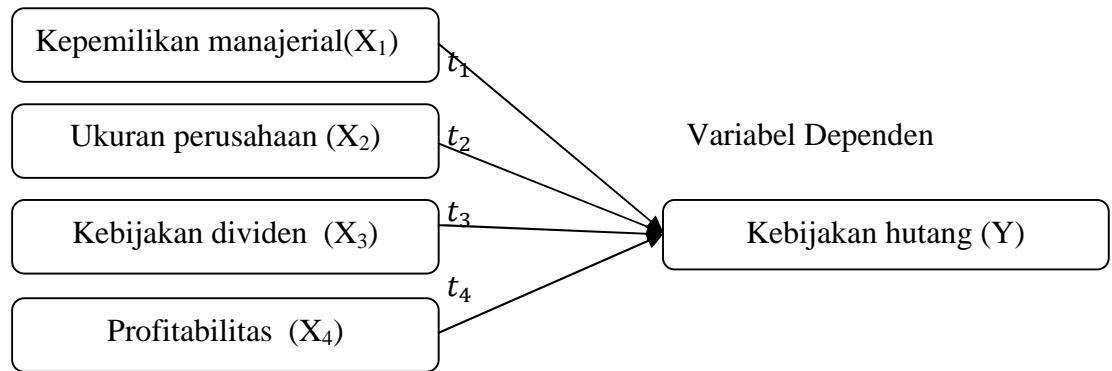 Kepemilikan manajerial(X₁)
t₁
Ukuran perusahaan (X₂)
t₂
Variabel Dependen
Kebijakan dividen (X₃)
t₃
Kebijakan hutang (Y)
t₄
Profitabilitas (X₄)